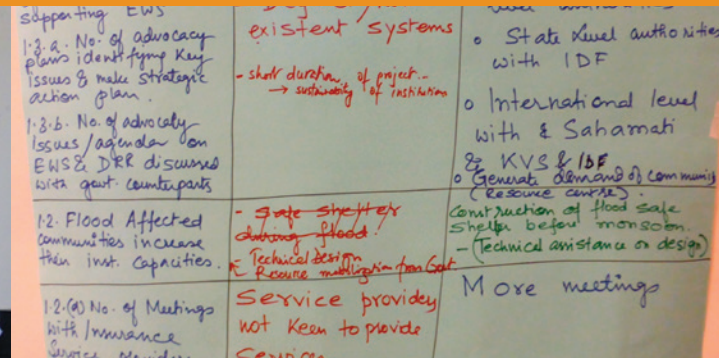 supporting EWS
1.3.a. No. of advocacy
plans identifying key
issues & make strategic
action plan.
1.3.b. No. of advocacy
Issues/agendas on
EWS & DRR discussed
with govt. counterparts
existent systems
- short duration of project -
→ sustainability of institution
State Level authorities
with IDF
International level
with & Sahamati
& KVS & IDF
Generate demand of community
(Resource centre).
1.2. Flood Affected
communities increase
their inst. Capacities.
- Safe shelter
during flood.
- Technical design
- Resource mobilization from Govt.
Construction of flood safe
shelter before monsoon.
- (Technical assistance on design)
1.2.(a) No. of Meetings
with Insurance
Service providers
Service providers
not keen to provide
Services
More meetings